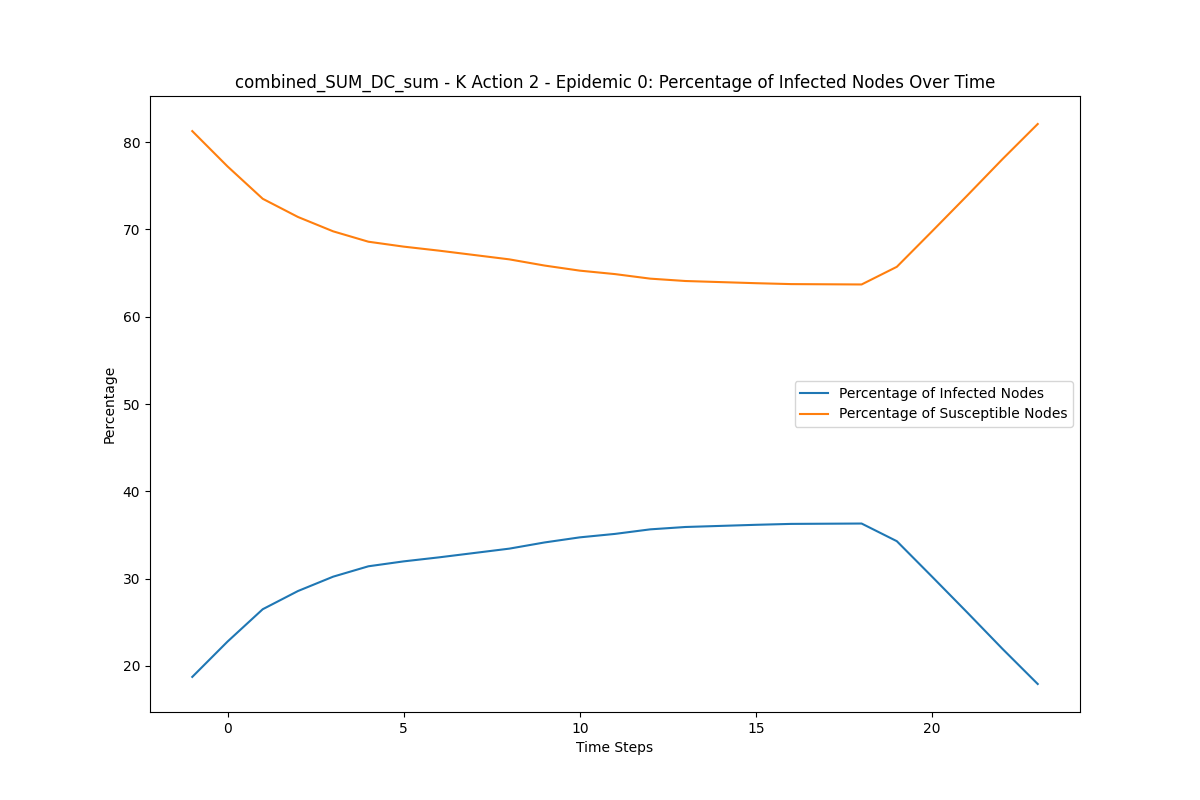 combined_SUM_DC_sum - K Action 2 - Epidemic 0: Percentage of Infected Nodes Over Time
80
70
60
50
40
30
20
Percentage
Percentage of Infected Nodes
Percentage of Susceptible Nodes
0 5 10 15 20
Time Steps